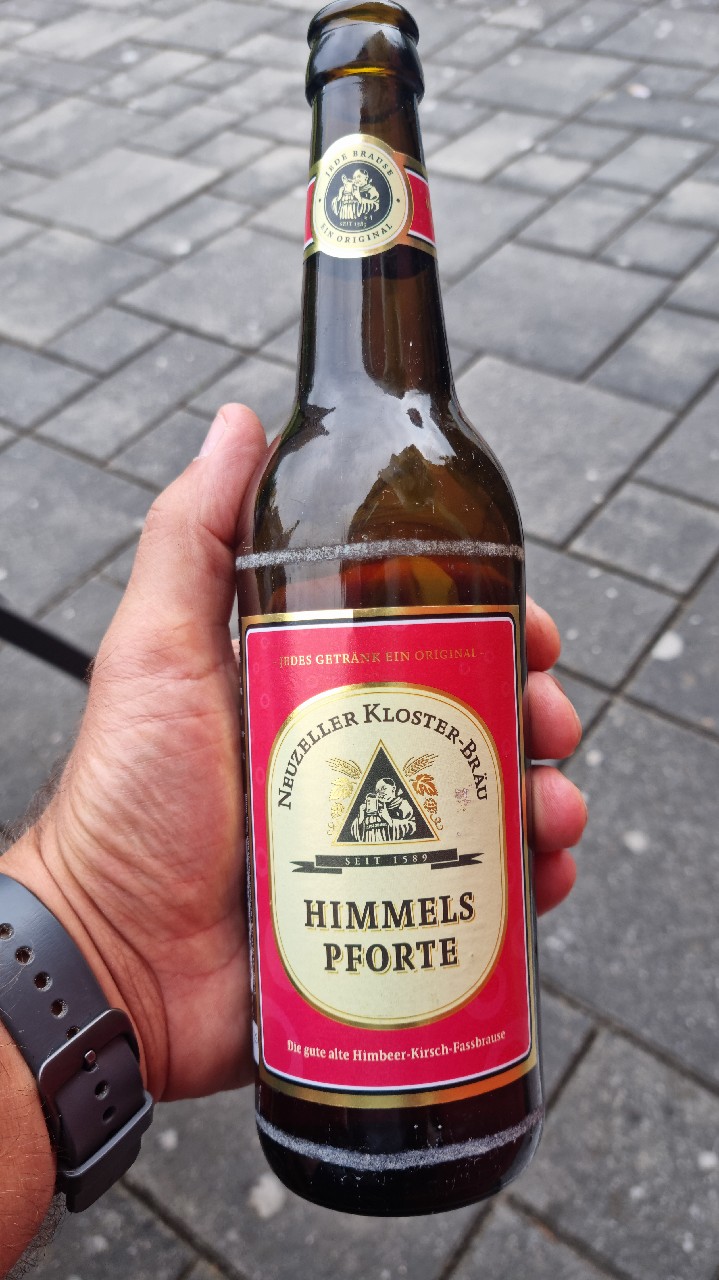 JEDE BRAUSE
EIN ORIGINAL
JEDES GETRÄNK EIN ORIGINAL
NEUZELLER KLOSTER-BRÄU
SEIT 1589
HIMMELS
PFORTE
Die gute alte Himbeer-Kirsch-Fassbrause